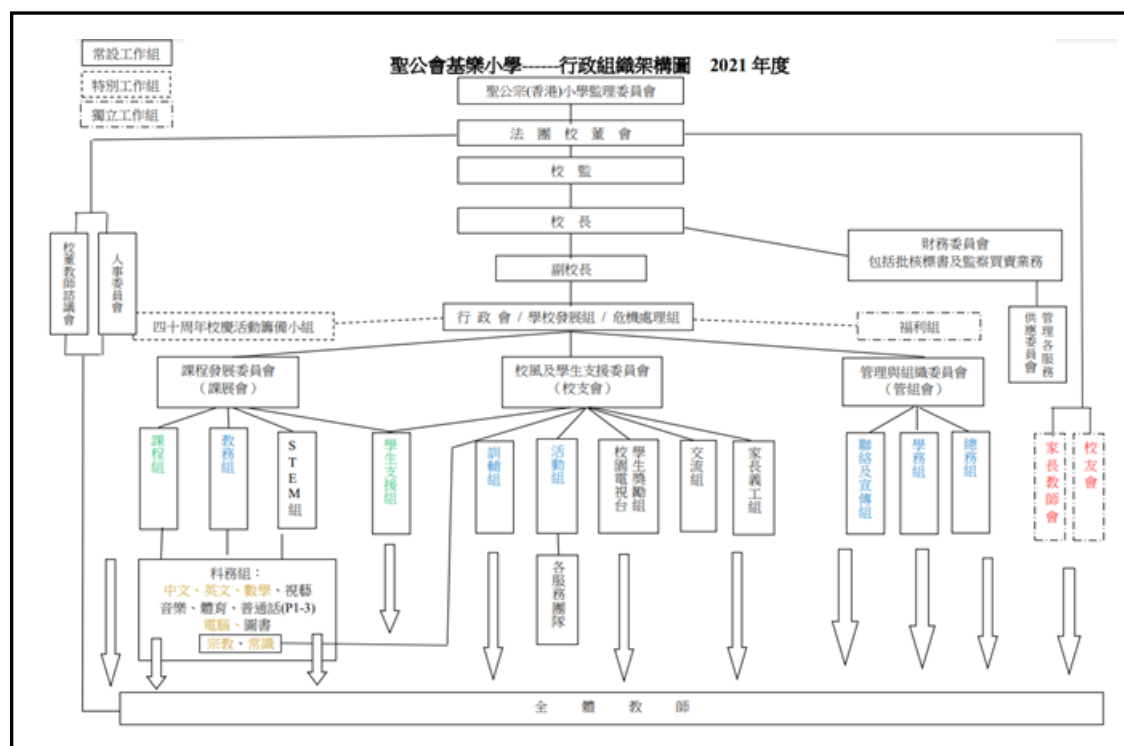 常設工作組
特別工作組
獨立工作組
聖公會基樂小學------行政組織架構圖 2021 年度
聖公宗(香港)小學監理委員會
法 團 校 董 會
校 監
校 長
副校長
財務委員會
包括批核標書及監察買賣業務
校董教師諮議會
人事委員會
四十周年校慶活動籌備小組
行 政 會 / 學校發展組 / 危機處理組
福利組
管理各服務
供應委員會
課程發展委員會
(課展會)
校風及學生支援委員會
(校支會)
管理與組織委員會
(管組會)
課程組
教務組
STEM組
學生支援組
訓輔組
活動組
學生獎勵組
校園電視台
交流組
家長義工組
聯絡及宣傳組
學務組
總務組
家長教師會
校友會
科務組：
中文、英文、數學、視藝
音樂、體育、普通話(P1-3)
電腦、圖書
宗教、常識
各服務團隊
全 體 教 師